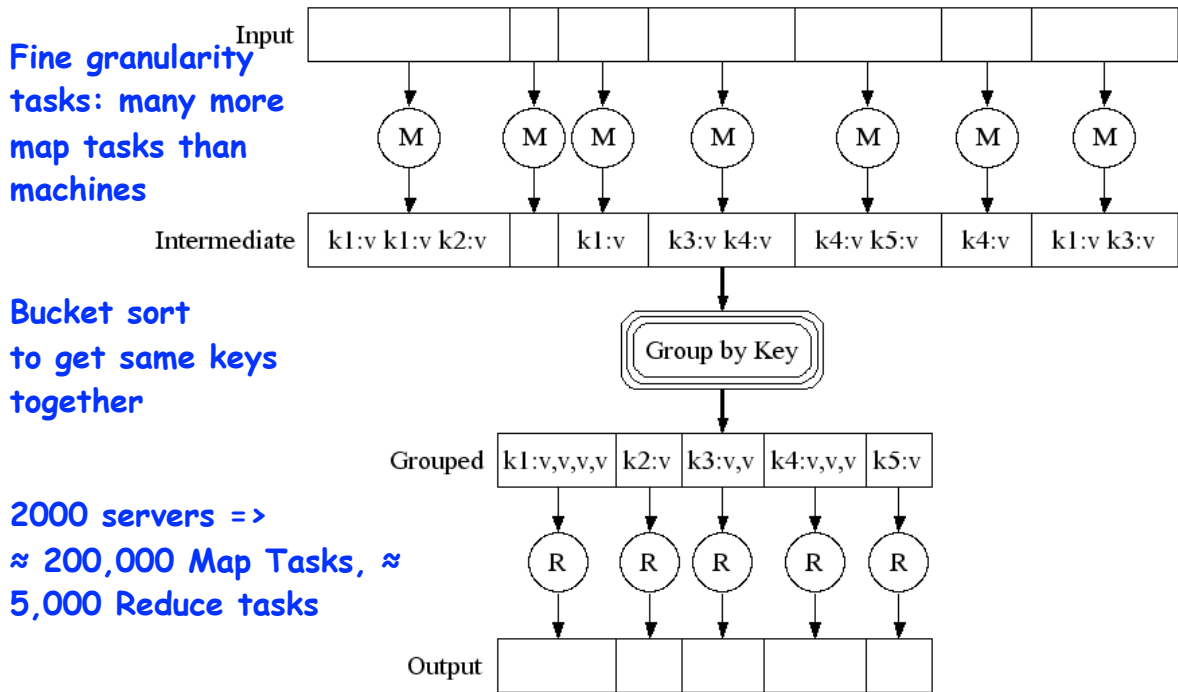 Input
Fine granularity
tasks: many more
map tasks than
machines
M M M M M M M
Intermediate k1:v k1:v k2:v k1:v k3:v k4:v k4:v k5:v k4:v k1:v k3:v
Bucket sort
to get same keys
together
Group by Key
Grouped k1:v,v,v,v k2:v k3:v,v k4:v,v,v k5:v
2000 servers =>
≈ 200,000 Map Tasks, ≈
5,000 Reduce tasks
R R R R R
Output